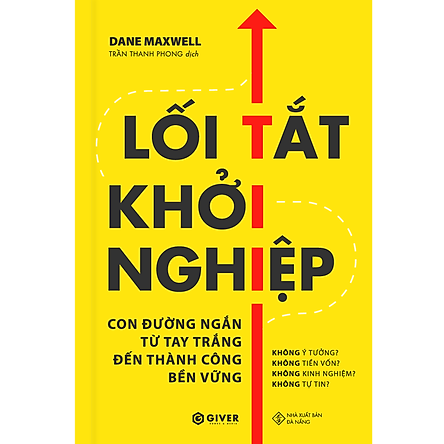 DANE MAXWELL
TRẦN THANH PHONG dịch
LỐI TẮT
KHỞI
NGHIỆP
CON ĐƯỜNG NGẮN
TỪ TAY TRẮNG
ĐẾN THÀNH CÔNG
BỀN VỮNG
KHÔNG Ý TƯỞNG?
KHÔNG TIỀN VỐN?
KHÔNG KINH NGHIỆM?
KHÔNG TỰ TIN?
GIVER
BOOKS & MEDIA
NHÀ XUẤT BẢN
ĐÀ NẴNG